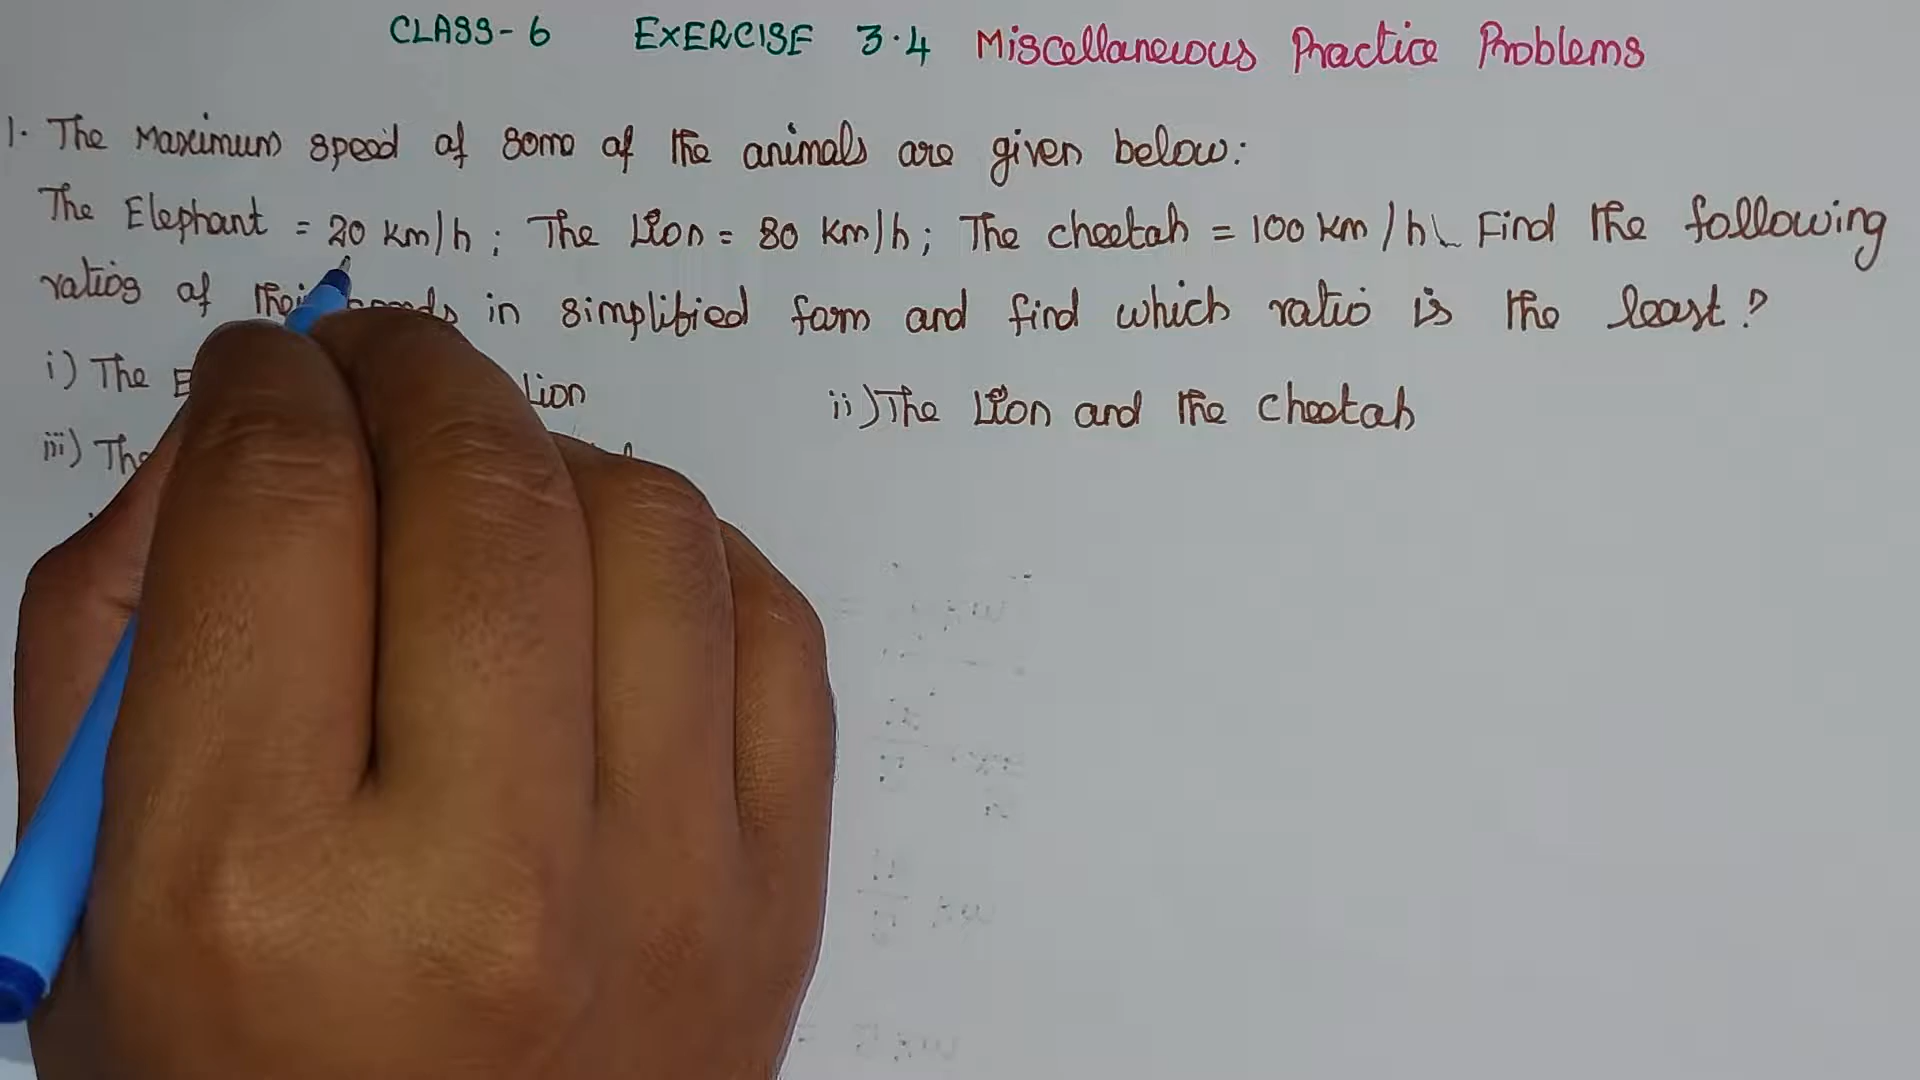 CLASS-6 EXERCISE 3.4 Miscellaneous Practice Problems
1. The Maximum speed of some of the animals are given below:
The Elephant = 20 km/h; The Lion = 80 km/h; The cheetah = 100 km/h. Find the following
ratios of in simplified form and find which ratio is the least?
i) The Lion
ii) The Lion and the cheetah
iii) The